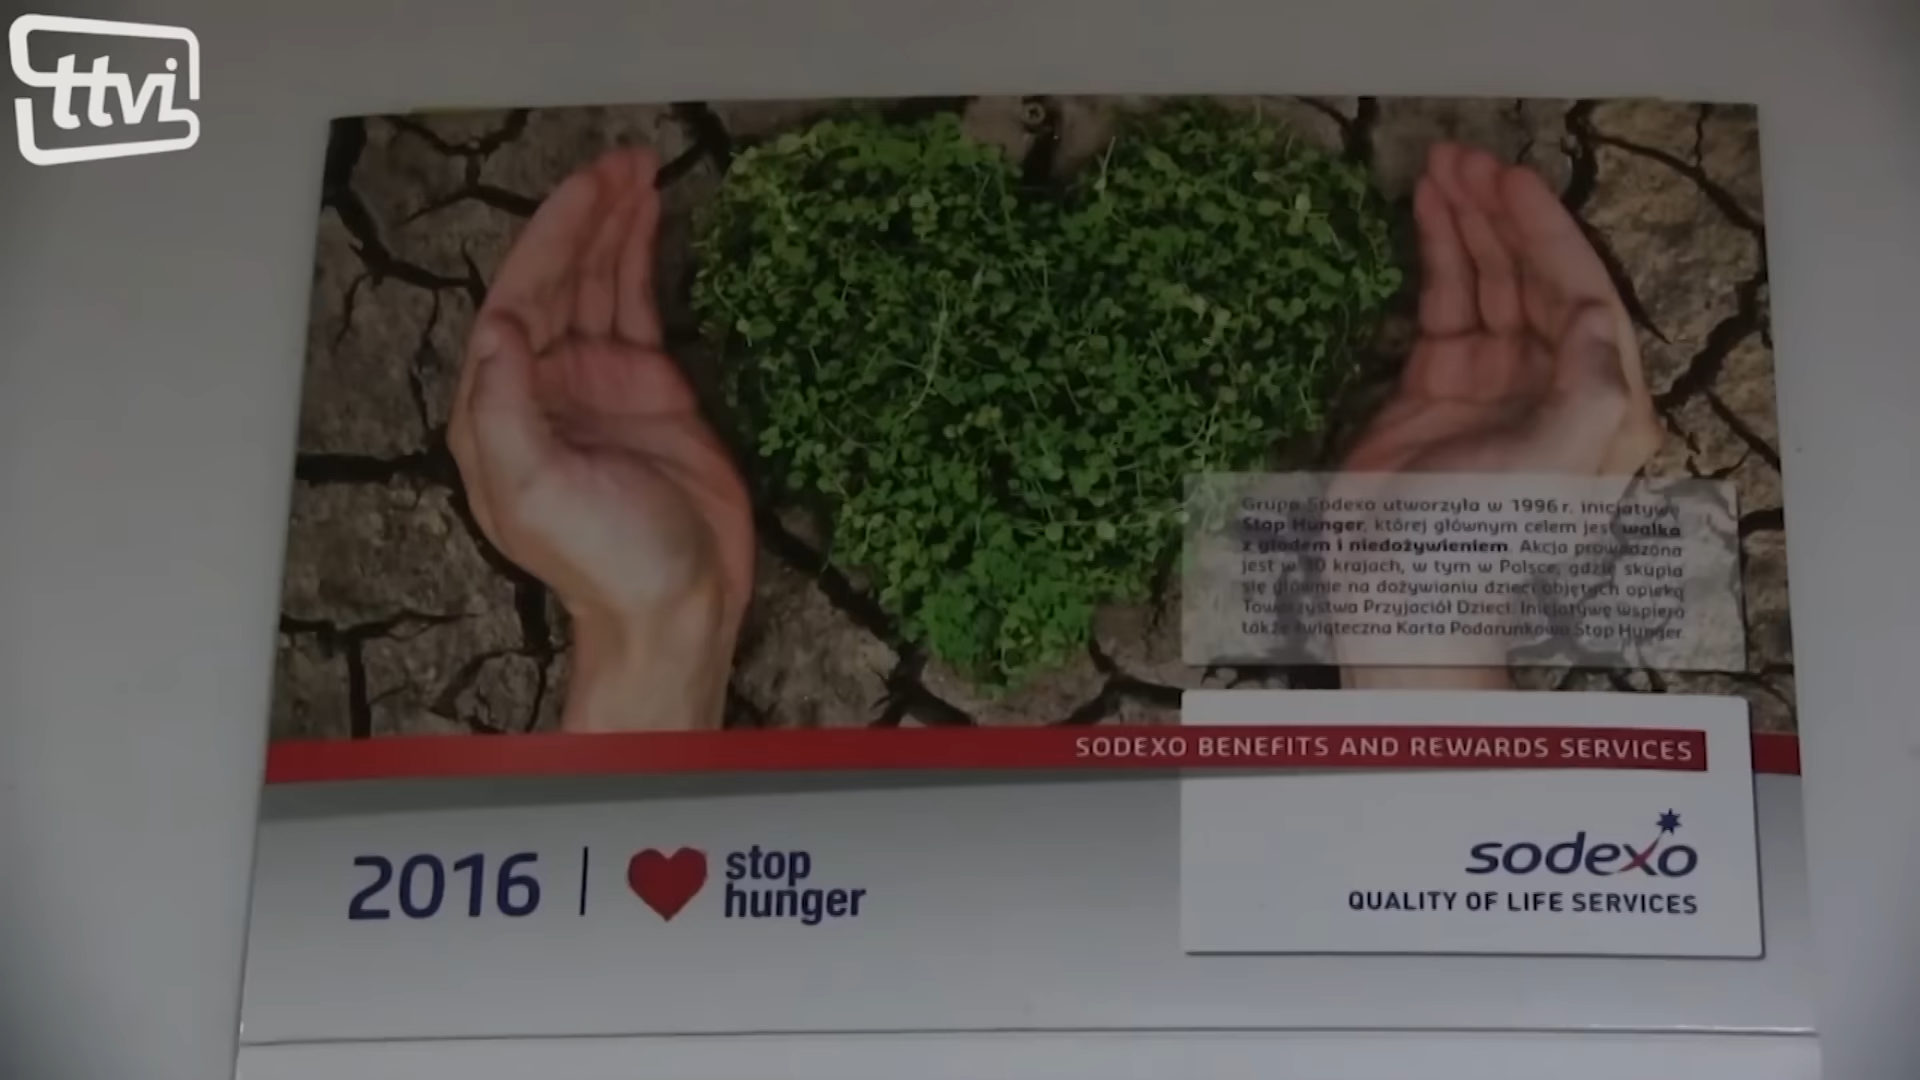 ttvi
Grupa Sodexo utworzyła w 1996 r. inicjatywę
Stop Hunger, której głównym celem jest walka
z głodem i niedożywieniem. Akcja prowadzona
jest w krajach, w tym w Polsce, gdzie skupia
się głównie na dożywianiu dzieci objętych opieką
Towarzystwa Przyjaciół Dzieci. Inicjatywę wspiera
także świąteczna Karta Podarunkowa Stop Hunger
SODEXO BENEFITS AND REWARDS SERVICES
2016 | stop
hunger
sodexo
QUALITY OF LIFE SERVICES